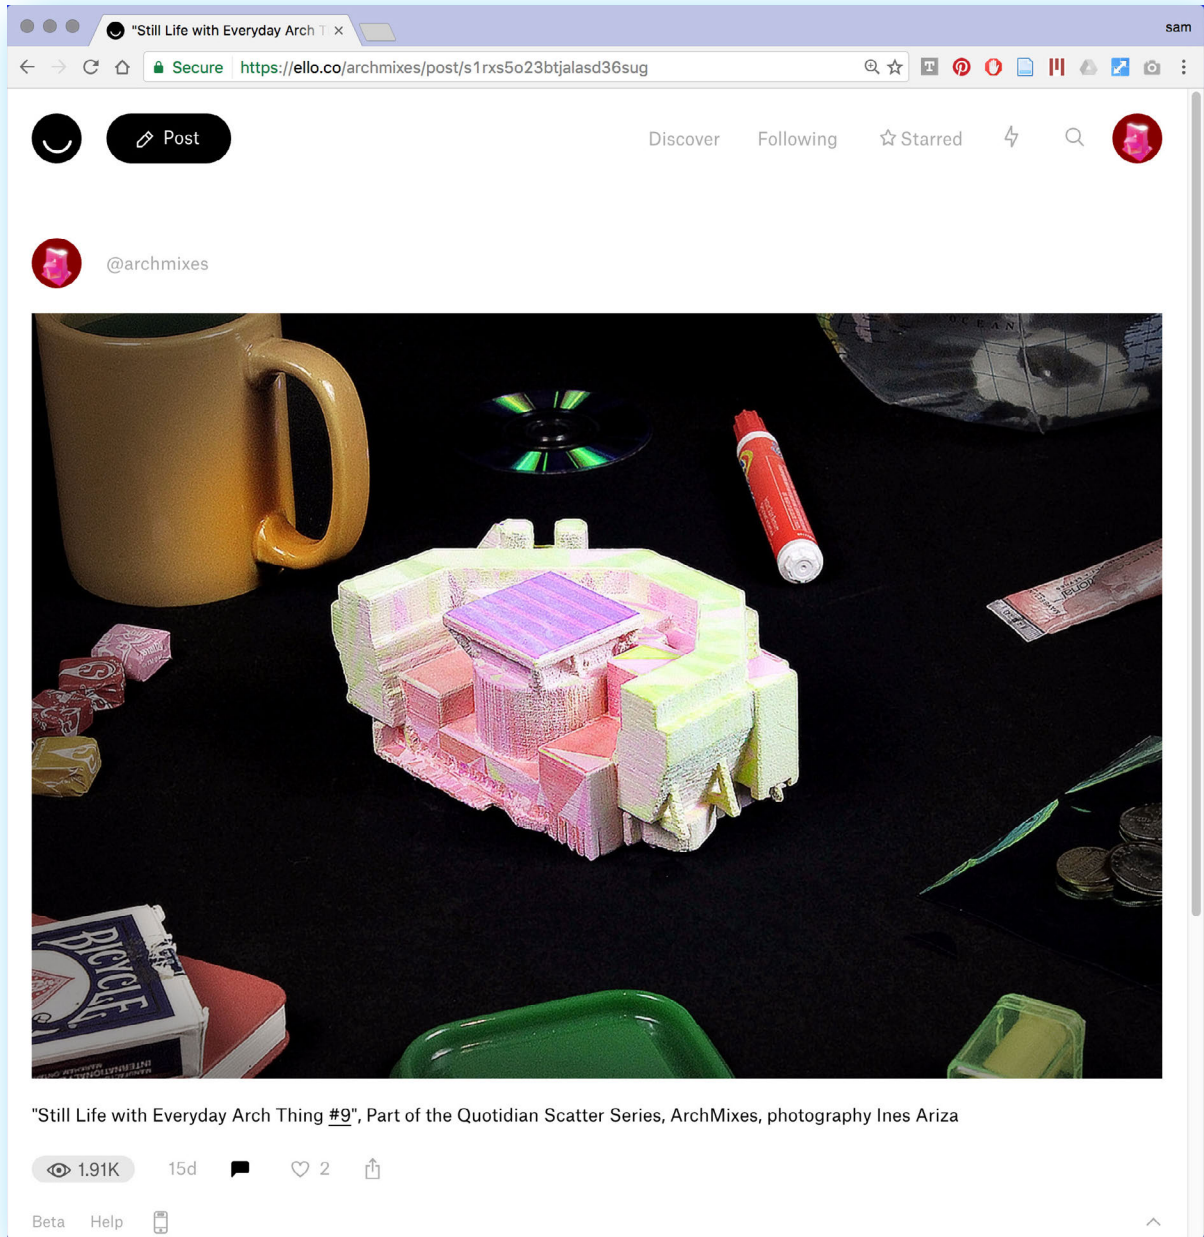 "Still Life with Everyday Arch T
sam
Secure https://ello.co/archmixes/post/s1rxs5o23btjalasd36sug
Post
Discover Following Starred
@archmixes
OCEAN
BICYCLE
INTERNATIONAL
"Still Life with Everyday Arch Thing #9", Part of the Quotidian Scatter Series, ArchMixes, photography Ines Ariza
1.91K 15d 2
Beta Help